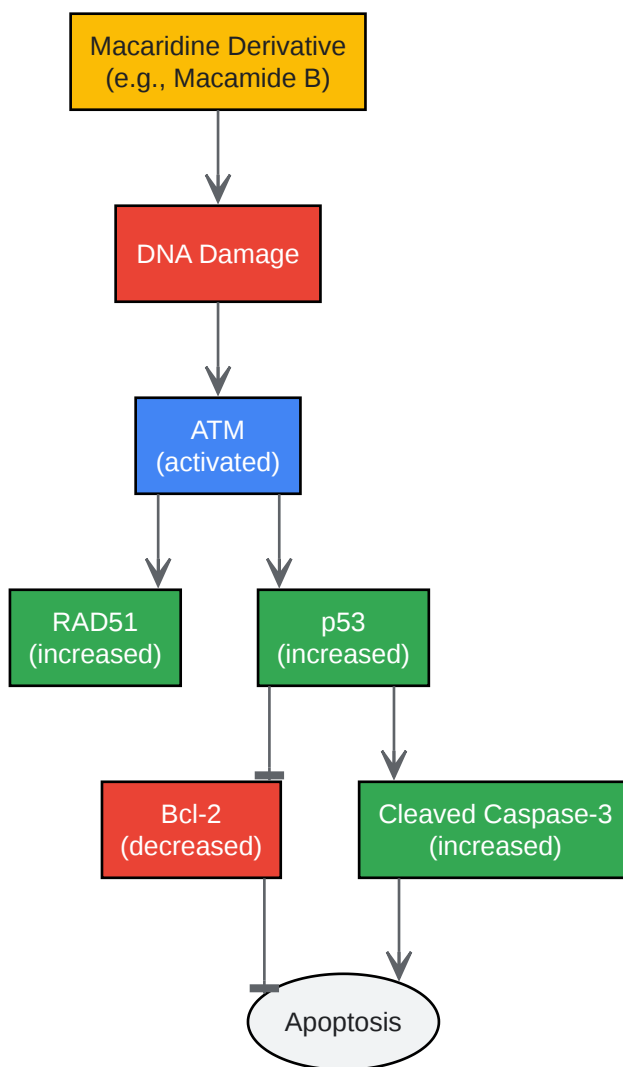 Macaridine Derivative
(e.g., Macamide B)
DNA Damage
ATM
(activated)
RAD51
(increased)
p53
(increased)
Bcl-2
(decreased)
Cleaved Caspase-3
(increased)
Apoptosis